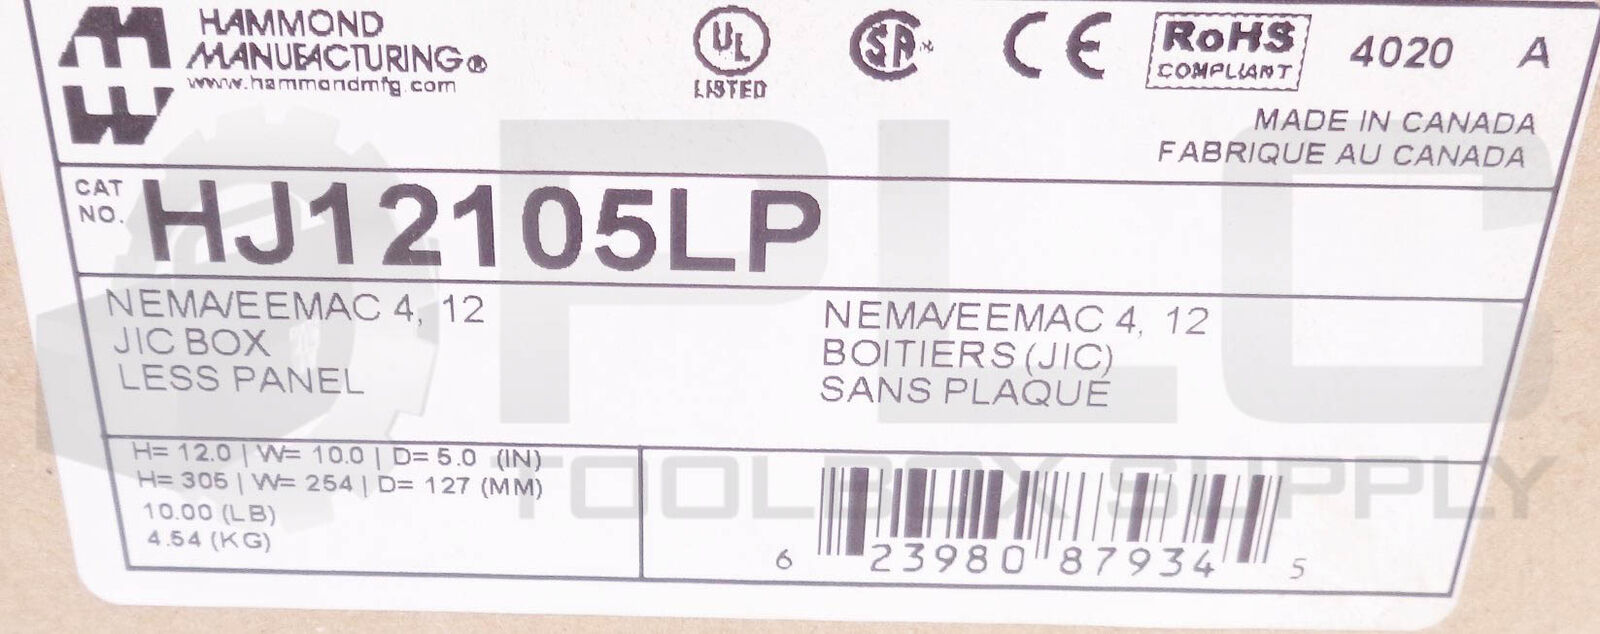 HAMMOND
MANUFACTURING®
www.hammondmfg.com
UL
LISTED
SA
CE
RoHS
COMPLIANT
4020 A
MADE IN CANADA
FABRIQUE AU CANADA
CAT
NO.
HJ12105LP
NEMA/EEMAC 4, 12
JIC BOX
LESS PANEL
NEMA/EEMAC 4, 12
BOITIERS (JIC)
SANS PLAQUE
H= 12.0 | W= 10.0 | D= 5.0 (IN)
H= 305 | W= 254 | D= 127 (MM)
10.00 (LB)
4.54 (KG)
6 23980 87934 5
PLC
TOOLBOX SUPPLY